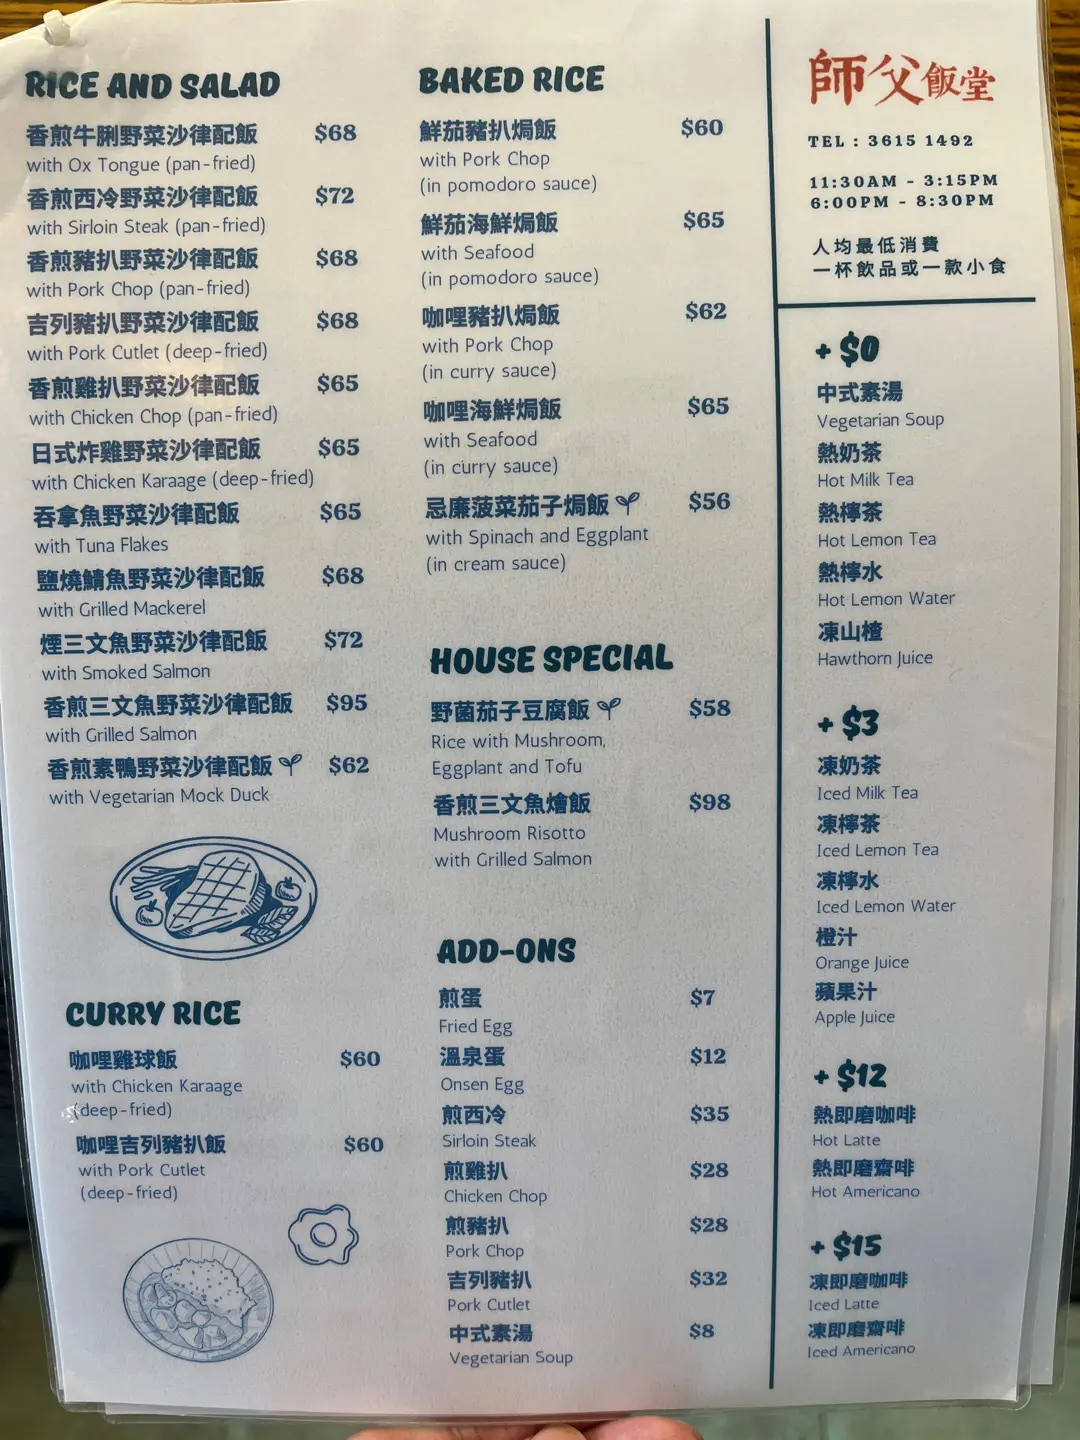 RICE AND SALAD
香煎牛脷野菜沙律配飯 $68
with Ox Tongue (pan-fried)
香煎西冷野菜沙律配飯 $72
with Sirloin Steak (pan-fried)
香煎豬扒野菜沙律配飯 $68
with Pork Chop (pan-fried)
吉列豬扒野菜沙律配飯 $68
with Pork Cutlet (deep-fried)
香煎雞扒野菜沙律配飯 $65
with Chicken Chop (pan-fried)
日式炸雞野菜沙律配飯 $65
with Chicken Karaage (deep-fried)
吞拿魚野菜沙律配飯 $65
with Tuna Flakes
鹽燒鯖魚野菜沙律配飯 $68
with Grilled Mackerel
煙三文魚野菜沙律配飯 $72
with Smoked Salmon
香煎三文魚野菜沙律配飯 $95
with Grilled Salmon
香煎素鴨野菜沙律配飯 $62
with Vegetarian Mock Duck
CURRY RICE
咖哩雞球飯 $60
with Chicken Karaage
(deep-fried)
咖哩吉列豬扒飯 $60
with Pork Cutlet
(deep-fried)
BAKED RICE
鮮茄豬扒焗飯 $60
with Pork Chop
(in pomodoro sauce)
鮮茄海鮮焗飯 $65
with Seafood
(in pomodoro sauce)
咖哩豬扒焗飯 $62
with Pork Chop
(in curry sauce)
咖哩海鮮焗飯 $65
with Seafood
(in curry sauce)
忌廉菠菜茄子焗飯 $56
with Spinach and Eggplant
(in cream sauce)
HOUSE SPECIAL
野菌茄子豆腐飯 $58
Rice with Mushroom,
Eggplant and Tofu
香煎三文魚燴飯 $98
Mushroom Risotto
with Grilled Salmon
ADD-ONS
煎蛋 $7
Fried Egg
溫泉蛋 $12
Onsen Egg
煎西冷 $35
Sirloin Steak
煎雞扒 $28
Chicken Chop
煎豬扒 $28
Pork Chop
吉列豬扒 $32
Pork Cutlet
中式素湯 $8
Vegetarian Soup
師父飯堂
TEL : 3615 1492
11:30AM - 3:15PM
6:00PM - 8:30PM
人均最低消費
一杯飲品或一款小食
+ $0
中式素湯
Vegetarian Soup
熱奶茶
Hot Milk Tea
熱檸茶
Hot Lemon Tea
熱檸水
Hot Lemon Water
凍山楂
Hawthorn Juice
+ $3
凍奶茶
Iced Milk Tea
凍檸茶
Iced Lemon Tea
凍檸水
Iced Lemon Water
橙汁
Orange Juice
蘋果汁
Apple Juice
+ $12
熱即磨咖啡
Hot Latte
熱即磨齋啡
Hot Americano
+ $15
凍即磨咖啡
Iced Latte
凍即磨齋啡
Iced Americano